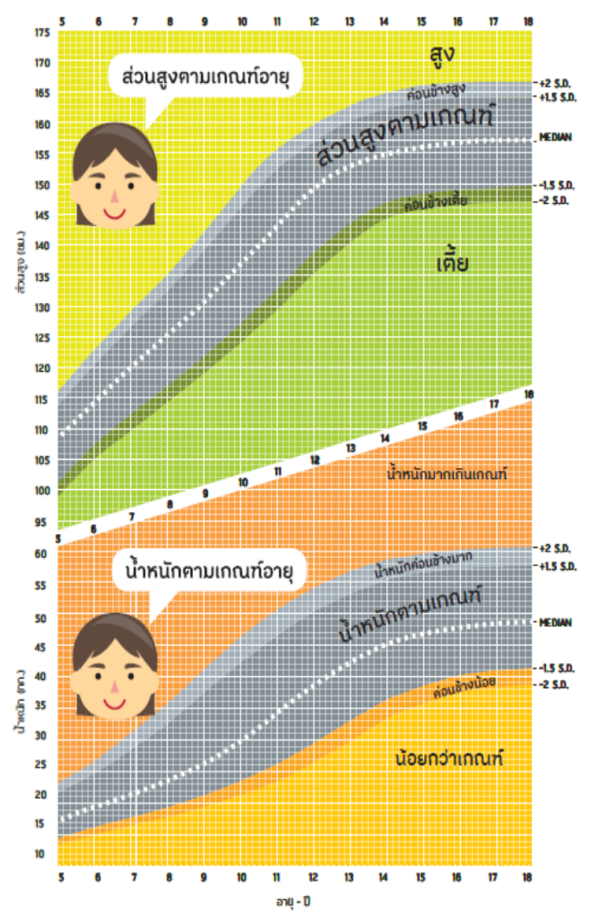 5 6 7 8 9 10 11 12 13 14 15 16 17 18
175
170
165
160
155
150
145
140
135
130
125
120
115
110
105
100
95
ส่วนสูง (ซม.)
ส่วนสูงตามเกณฑ์อายุ
สูง
ค่อนข้างสูง
ส่วนสูงตามเกณฑ์
ค่อนข้างเตี้ย
เตี้ย
+2 S.D.
+1.5 S.D.
MEDIAN
-1.5 S.D.
-2 S.D.
5 6 7 8 9 10 11 12 13 14 15 16 17 18
น้ำหนักมากเกินเกณฑ์
60
55
50
45
40
35
30
25
20
15
10
น้ำหนัก (กก.)
น้ำหนักตามเกณฑ์อายุ
น้ำหนักค่อนข้างมาก
น้ำหนักตามเกณฑ์
ค่อนข้างน้อย
น้อยกว่าเกณฑ์
+2 S.D.
+1.5 S.D.
MEDIAN
-1.5 S.D.
-2 S.D.
5 6 7 8 9 10 11 12 13 14 15 16 17 18
อายุ - ปี